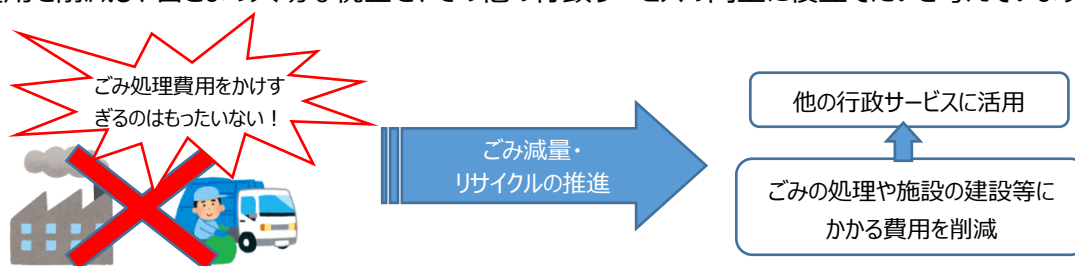 ごみ処理費用をかけす
ぎるのはもったいない！
ごみ減量・
リサイクルの推進
他の行政サービスに活用
ごみの処理や施設の建設等に
かかる費用を削減